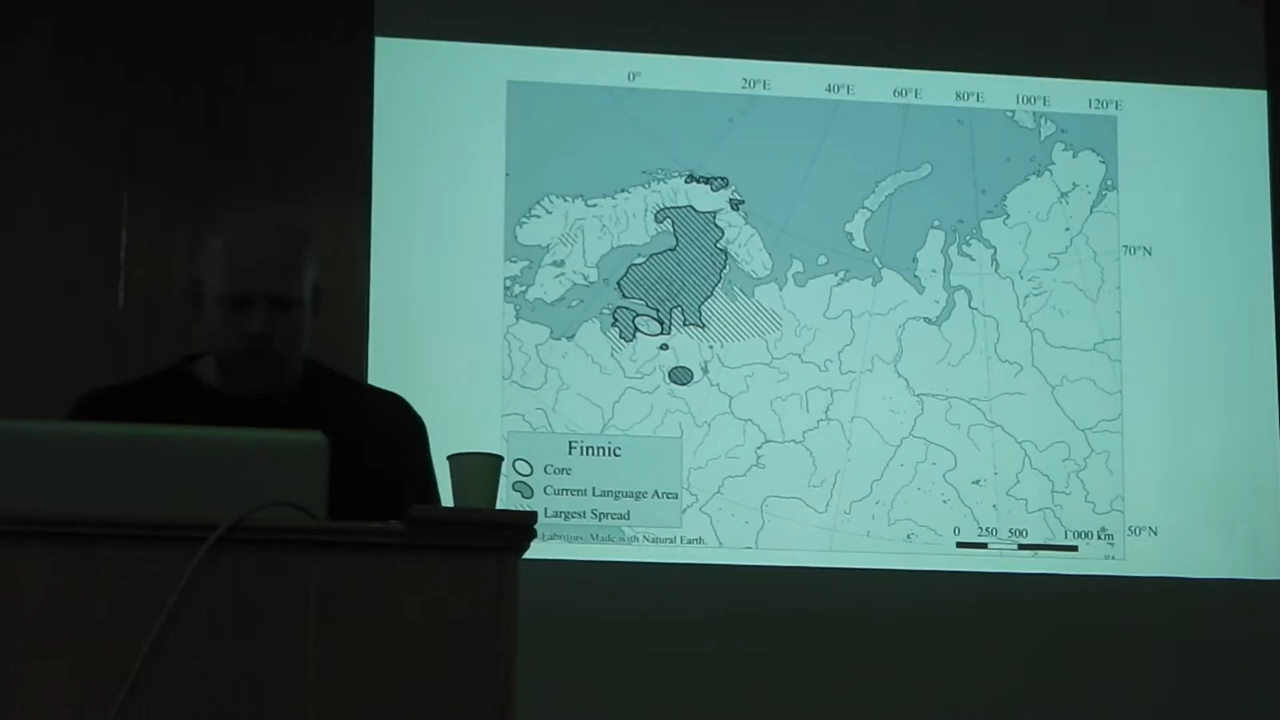 0° 20°E 40°E 60°E 80°E 100°E 120°E
70°N
Finnic
Core
Current Language Area
Largest Spread
Fabritius. Made with Natural Earth.
0 250 500 1 000 km
50°N